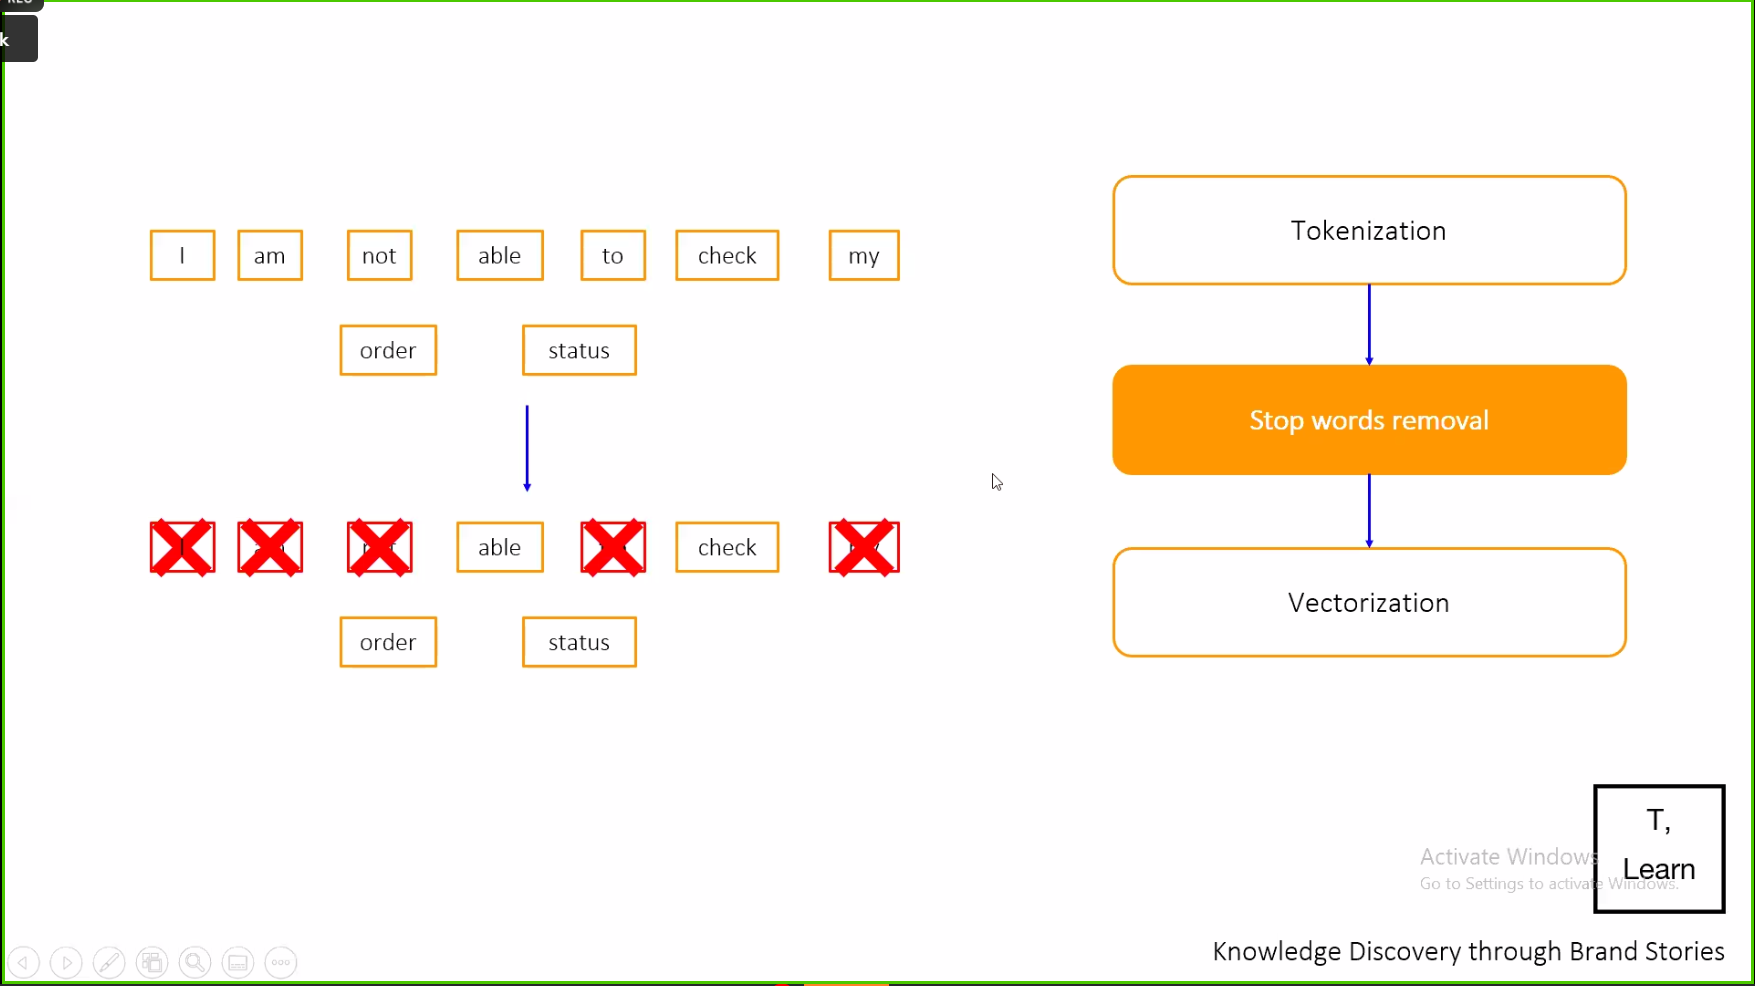 k
I am not able to check my
order status
able check
order status
Tokenization
Stop words removal
Vectorization
T,
Learn
Activate Windows
Go to Settings to activate Windows.
Knowledge Discovery through Brand Stories